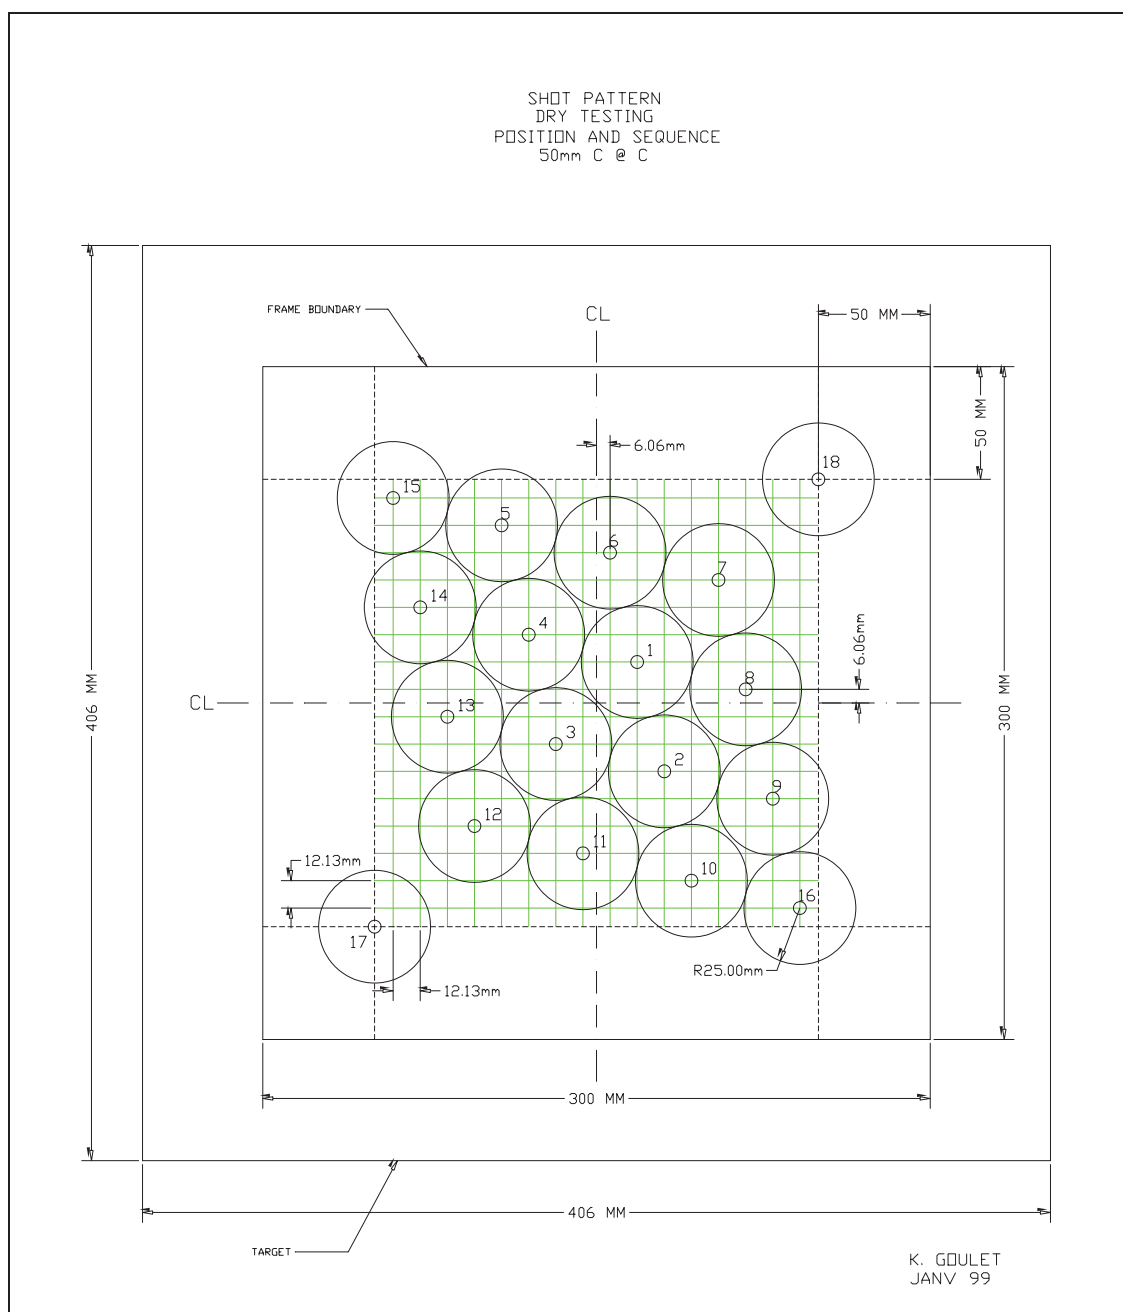 SHOT PATTERN
DRY TESTING
POSITION AND SEQUENCE
50mm C @ C
FRAME BOUNDARY
CL
50 MM
50 MM
6.06mm
18
15
5
6
7
14
4
1
6.06mm
8
CL
406 MM
300 MM
13
3
2
9
12
11
10
12.13mm
16
17
R25.00mm
12.13mm
300 MM
406 MM
TARGET
K. GOULET
JANV 99